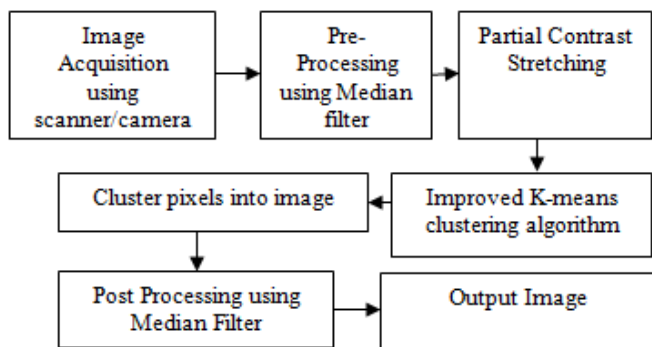 Image
Acquisition
using
scanner/camera
Pre-
Processing
using Median
filter
Partial Contrast
Stretching
Improved K-means
clustering algorithm
Cluster pixels into image
Post Processing using
Median Filter
Output Image